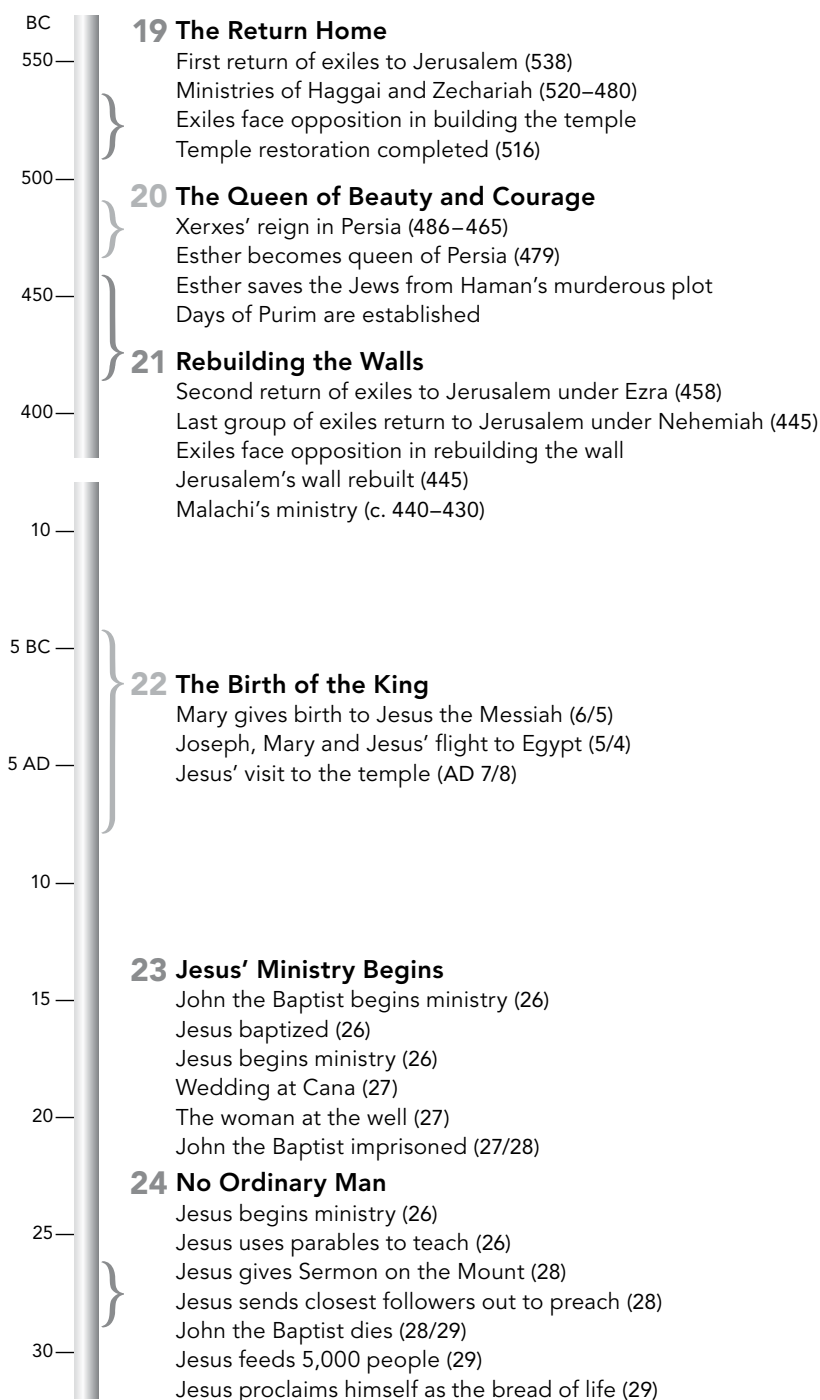 BC
19 The Return Home
550
First return of exiles to Jerusalem (538)
Ministries of Haggai and Zechariah (520–480)
Exiles face opposition in building the temple
Temple restoration completed (516)
500
20 The Queen of Beauty and Courage
Xerxes’ reign in Persia (486–465)
Esther becomes queen of Persia (479)
450
Esther saves the Jews from Haman’s murderous plot
Days of Purim are established
21 Rebuilding the Walls
Second return of exiles to Jerusalem under Ezra (458)
400
Last group of exiles return to Jerusalem under Nehemiah (445)
Exiles face opposition in rebuilding the wall
Jerusalem’s wall rebuilt (445)
Malachi’s ministry (c. 440–430)
10
5 BC
22 The Birth of the King
Mary gives birth to Jesus the Messiah (6/5)
Joseph, Mary and Jesus’ flight to Egypt (5/4)
5 AD
Jesus’ visit to the temple (AD 7/8)
10
23 Jesus’ Ministry Begins
15
John the Baptist begins ministry (26)
Jesus baptized (26)
Jesus begins ministry (26)
Wedding at Cana (27)
20
The woman at the well (27)
John the Baptist imprisoned (27/28)
24 No Ordinary Man
Jesus begins ministry (26)
25
Jesus uses parables to teach (26)
Jesus gives Sermon on the Mount (28)
Jesus sends closest followers out to preach (28)
John the Baptist dies (28/29)
30
Jesus feeds 5,000 people (29)
Jesus proclaims himself as the bread of life (29)